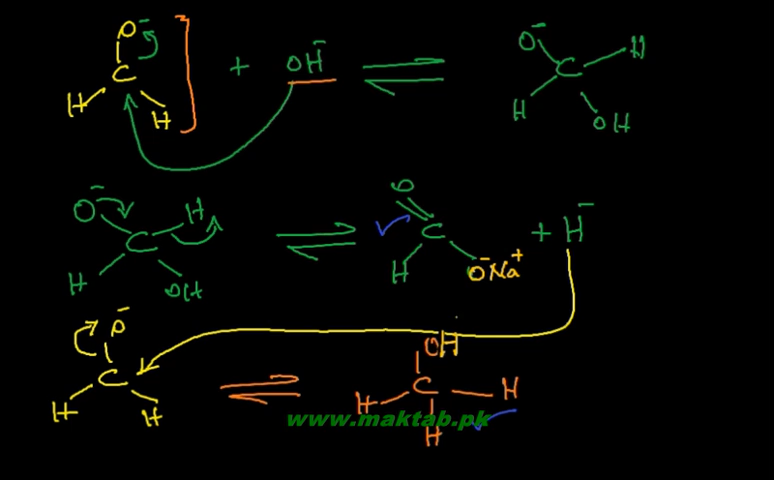 O⁻
C
H H
+ OH⁻ ⇌
O⁻ H
C
H OH
O⁻ H
C
H OH
⇌
O
C
H O⁻Na⁺
+ H⁻
O⁻
C
H H
⇌
OH
H C H
H
www.maktab.pk